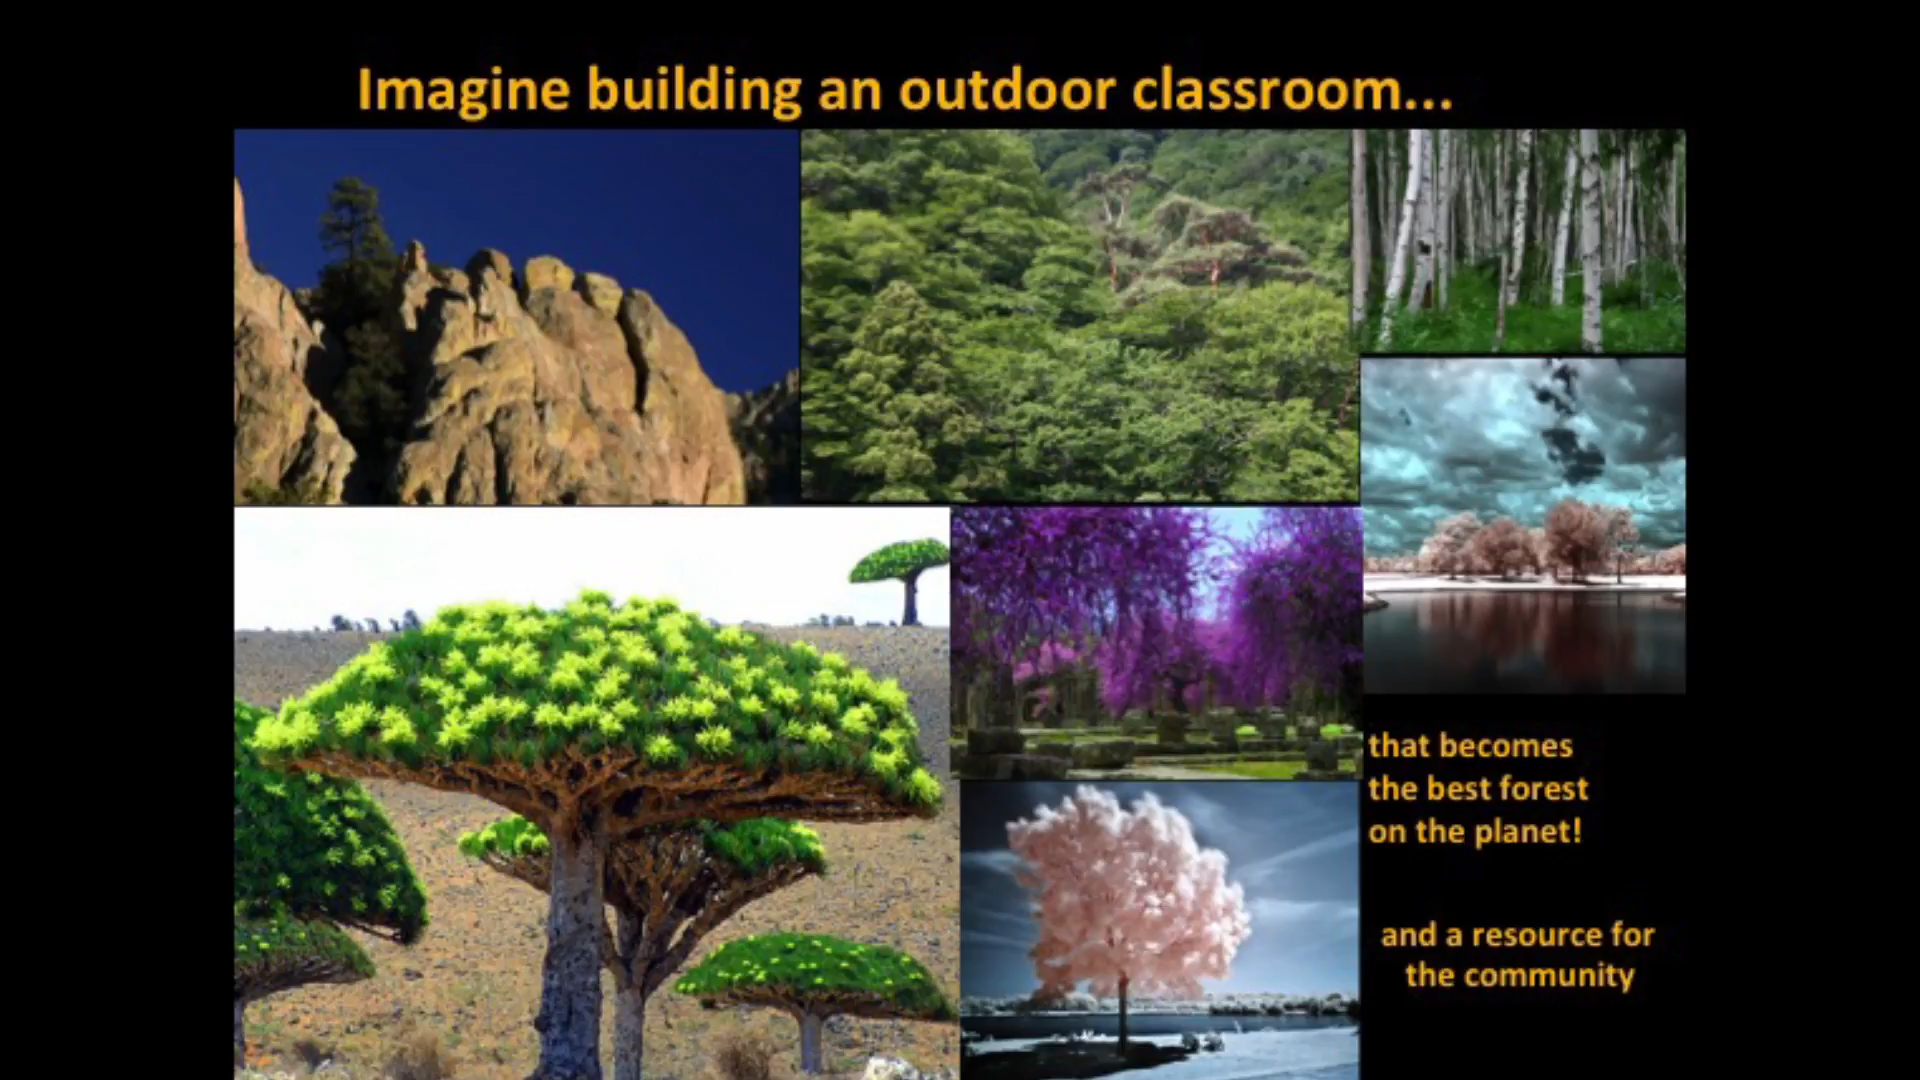 Imagine building an outdoor classroom...
that becomes
the best forest
on the planet!
and a resource for
the community